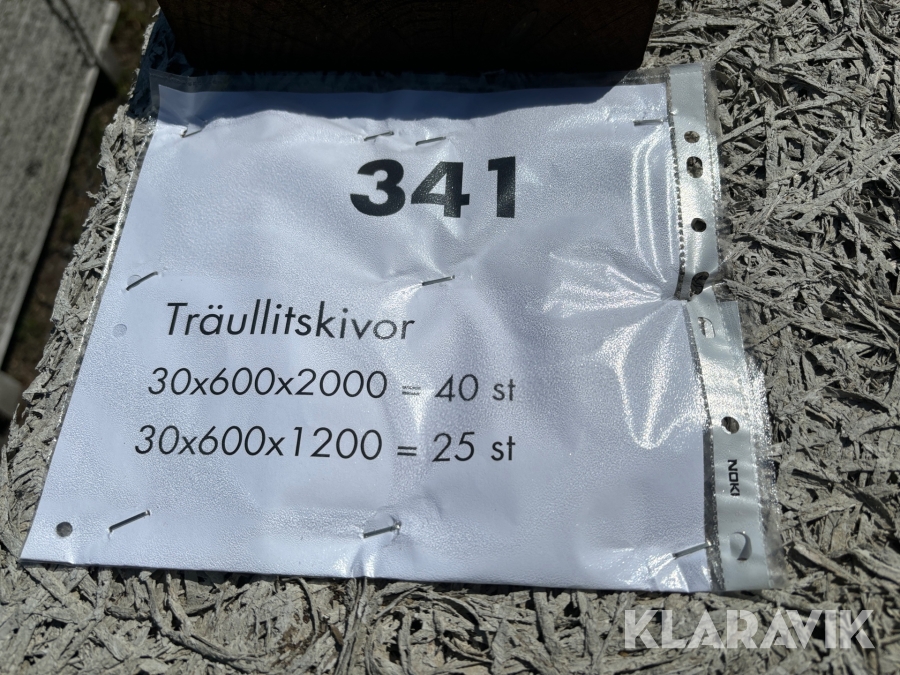 341
Träullitskivor
30x600x2000 = 40 st
30x600x1200 = 25 st
NOKI
KLARAVIK